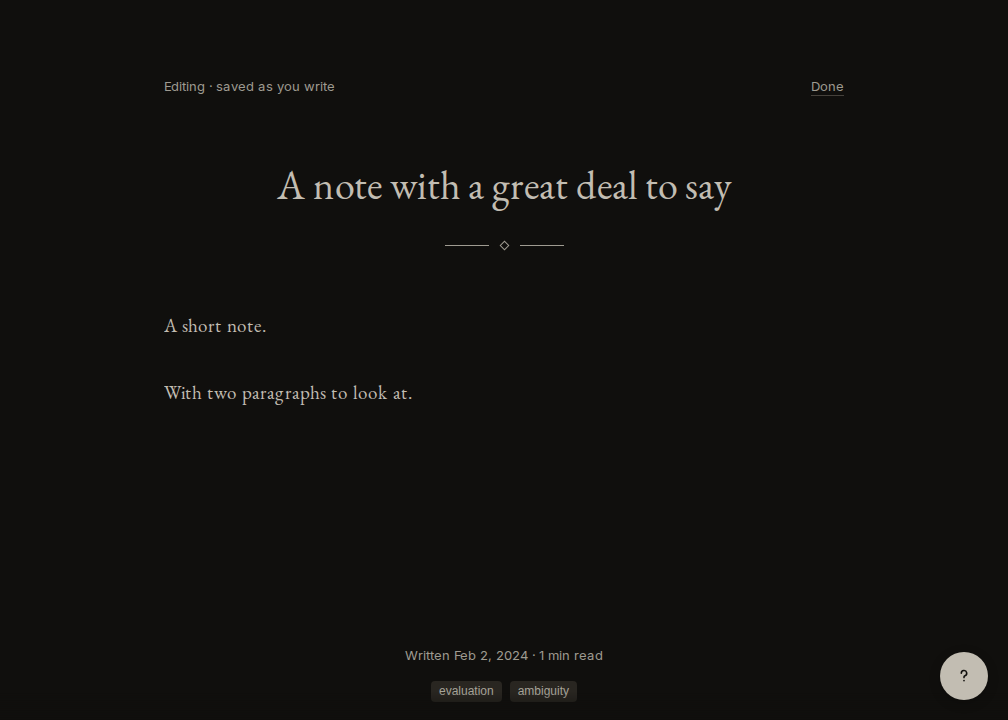 Editing · saved as you write
Done
A note with a great deal to say
A short note.
With two paragraphs to look at.
Written Feb 2, 2024 · 1 min read
evaluation
ambiguity
?